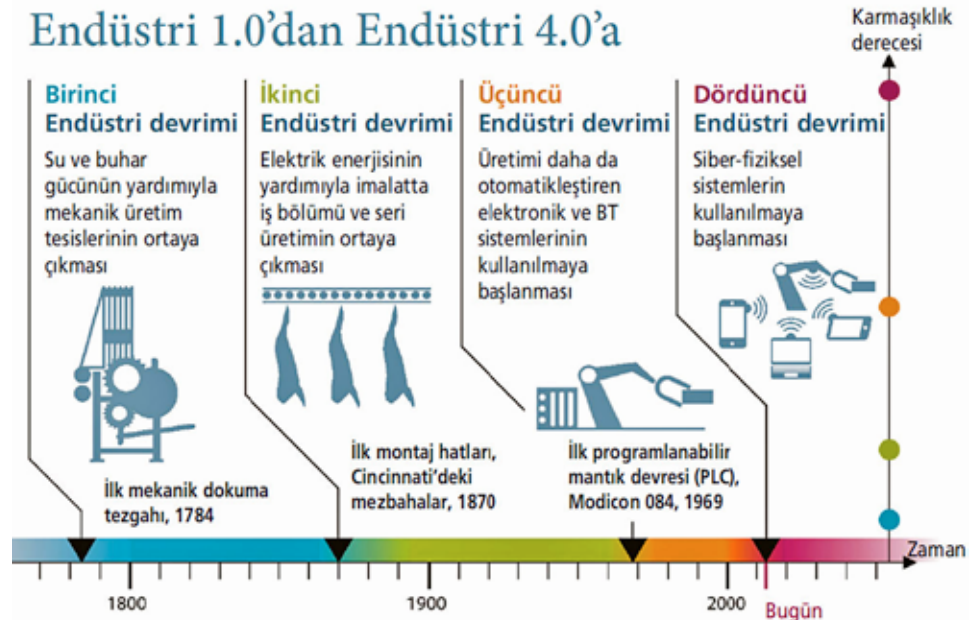 Endüstri 1.0’dan Endüstri 4.0’a
Karmaşıklık
derecesi
Birinci
Endüstri devrimi
Su ve buhar
gücünün yardımıyla
mekanik üretim
tesislerinin ortaya
çıkması
İkinci
Endüstri devrimi
Elektrik enerjisinin
yardımıyla imalatta
iş bölümü ve seri
üretimin ortaya
çıkması
Üçüncü
Endüstri devrimi
Üretimi daha da
otomatikleştiren
elektronik ve BT
sistemlerinin
kullanılmaya
başlanması
Dördüncü
Endüstri devrimi
Siber-fiziksel
sistemlerin
kullanılmaya
başlanması
İlk mekanik dokuma
tezgahı, 1784
İlk montaj hatları,
Cincinnati’deki
mezbahalar, 1870
İlk programlanabilir
mantık devresi (PLC),
Modicon 084, 1969
Zaman
1800
1900
2000
Bugün